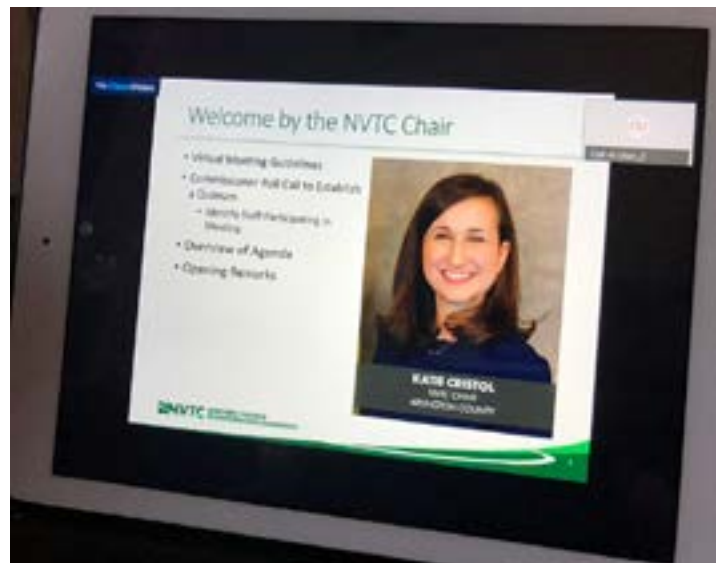 Welcome by the NVTC Chair
• Virtual Meeting Guidelines
• Commissioner Roll Call to Establish
a Quorum
• Identify Staff Participating in
Meeting
• Overview of Agenda
• Opening Remarks
KATIE CRISTOL
NVTC CHAIR
ARLINGTON COUNTY
NVTC